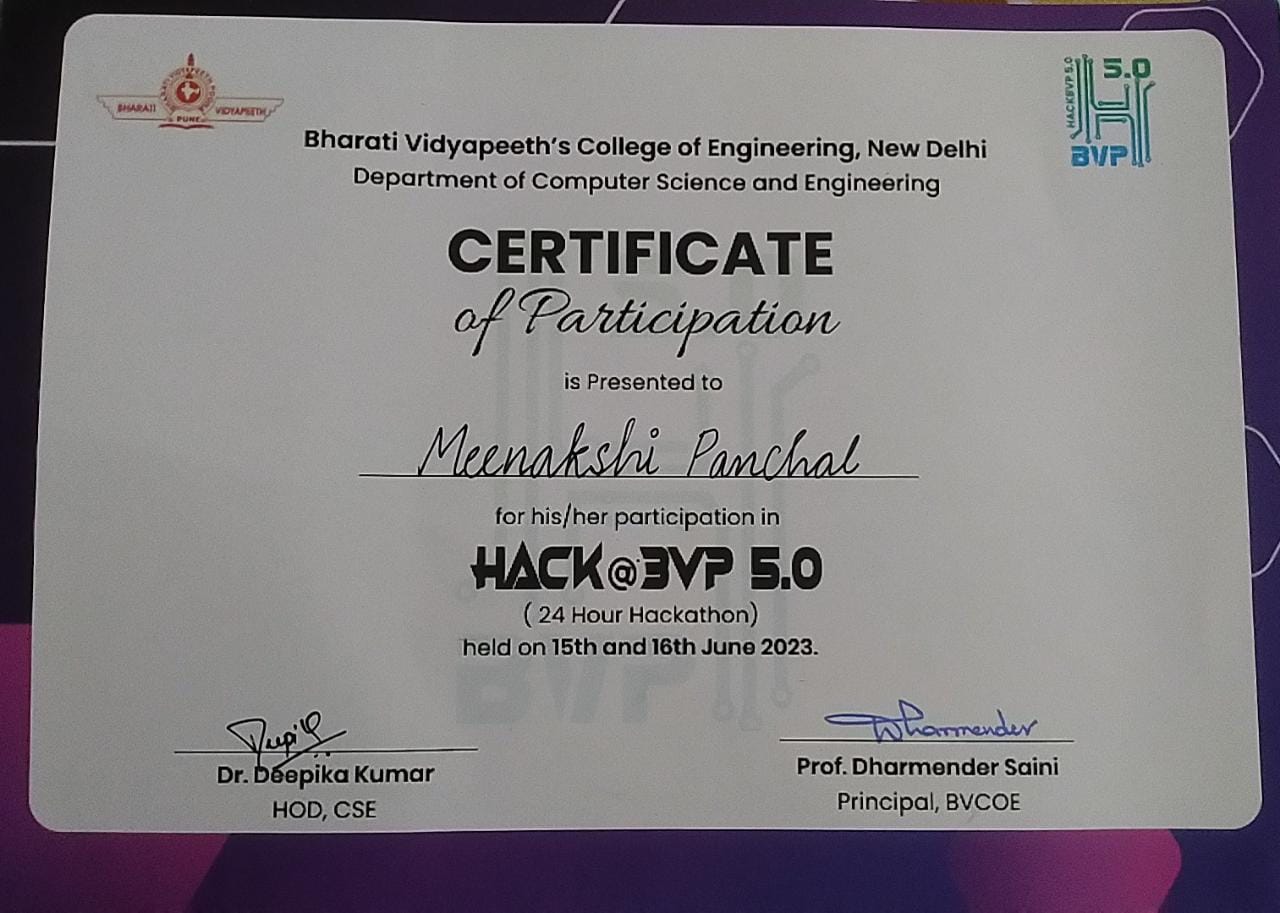 BHARATI VIDYAPEETH
PUNE
HACKBVP 5.0
5.0
BVP
Bharati Vidyapeeth's College of Engineering, New Delhi
Department of Computer Science and Engineering
CERTIFICATE
of Participation
is Presented to
Meenakshi Panchal
for his/her participation in
HACK@BVP 5.0
( 24 Hour Hackathon)
held on 15th and 16th June 2023.
Dharmender
Dr. Deepika Kumar
Prof. Dharmender Saini
HOD, CSE
Principal, BVCOE